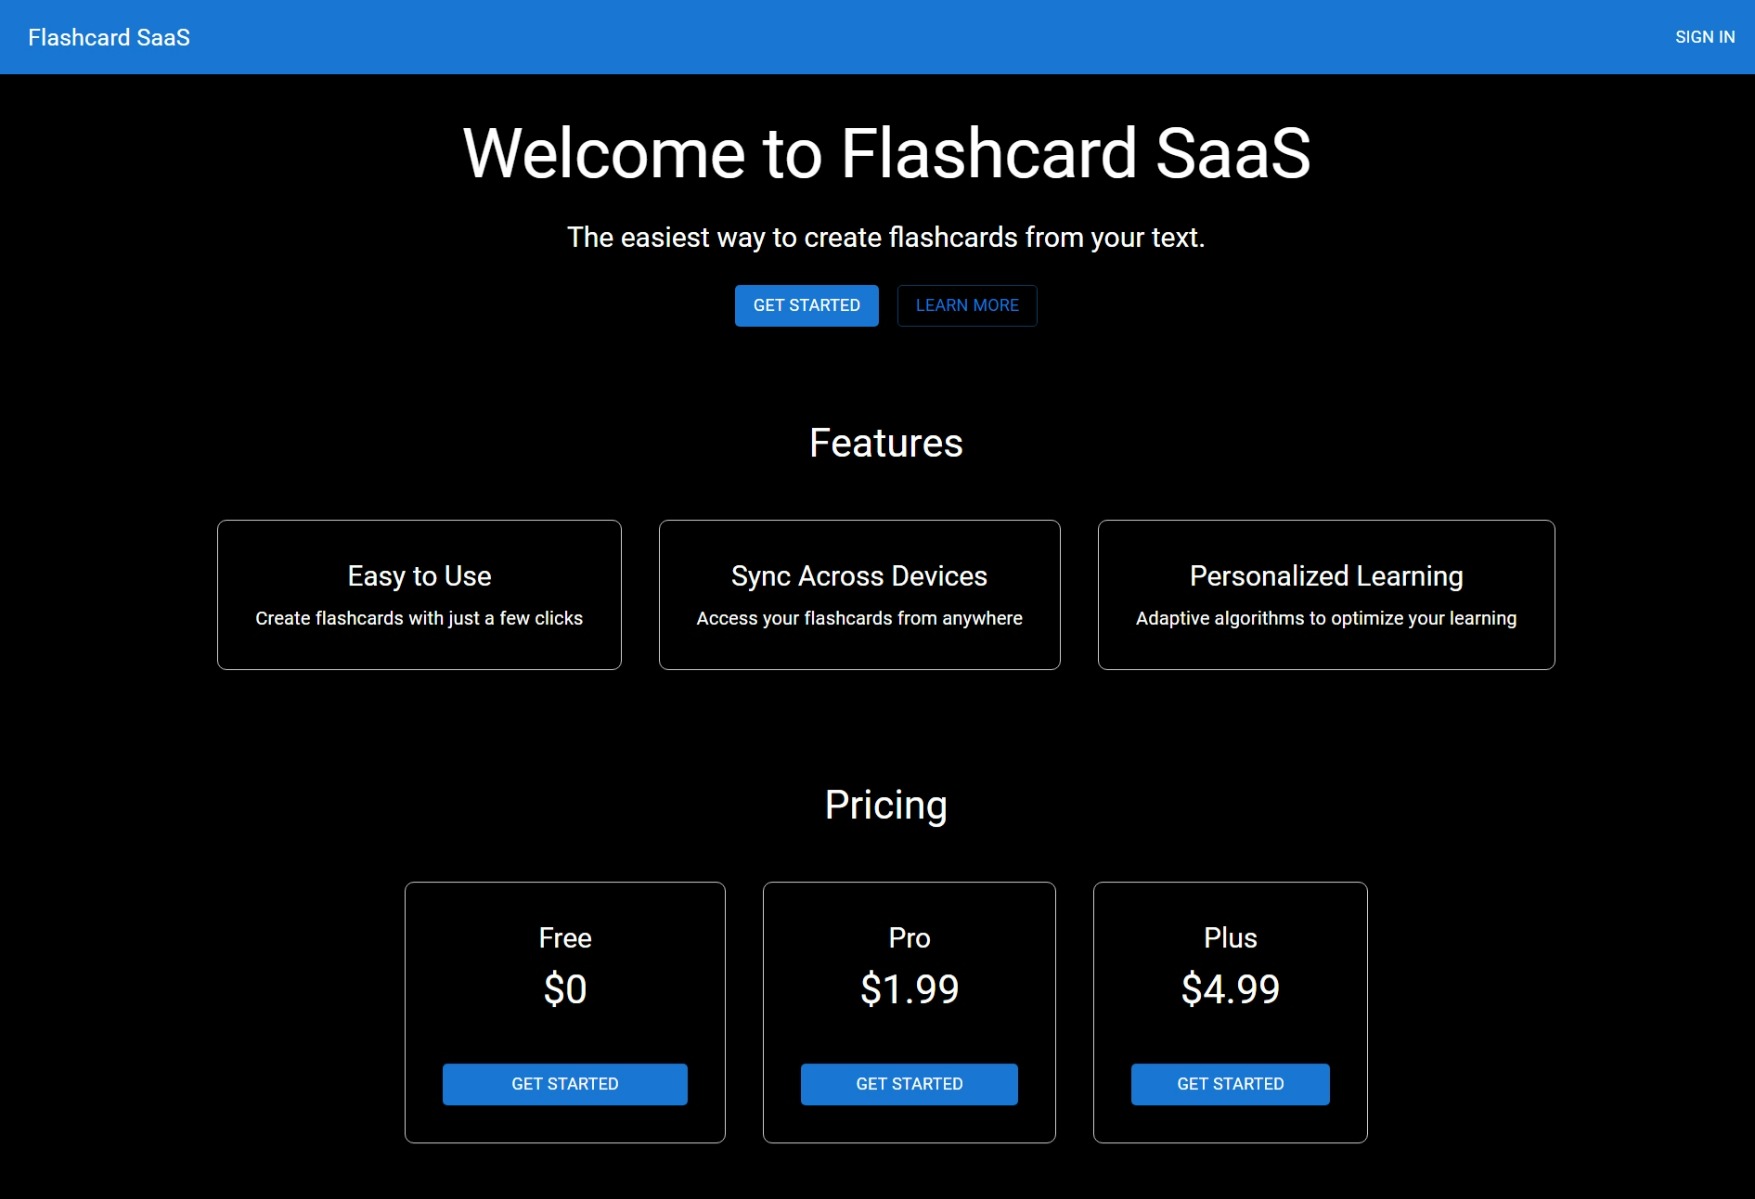 Flashcard SaaS
SIGN IN
Welcome to Flashcard SaaS
The easiest way to create flashcards from your text.
GET STARTED
LEARN MORE
Features
Easy to Use
Create flashcards with just a few clicks
Sync Across Devices
Access your flashcards from anywhere
Personalized Learning
Adaptive algorithms to optimize your learning
Pricing
Free
$0
GET STARTED
Pro
$1.99
GET STARTED
Plus
$4.99
GET STARTED